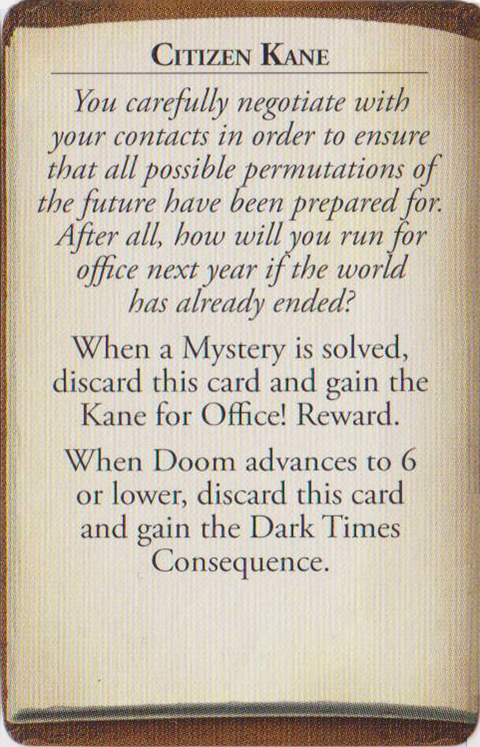 Citizen Kane
You carefully negotiate with
your contacts in order to ensure
that all possible permutations of
the future have been prepared for.
After all, how will you run for
office next year if the world
has already ended?
When a Mystery is solved,
discard this card and gain the
Kane for Office! Reward.
When Doom advances to 6
or lower, discard this card
and gain the Dark Times
Consequence.